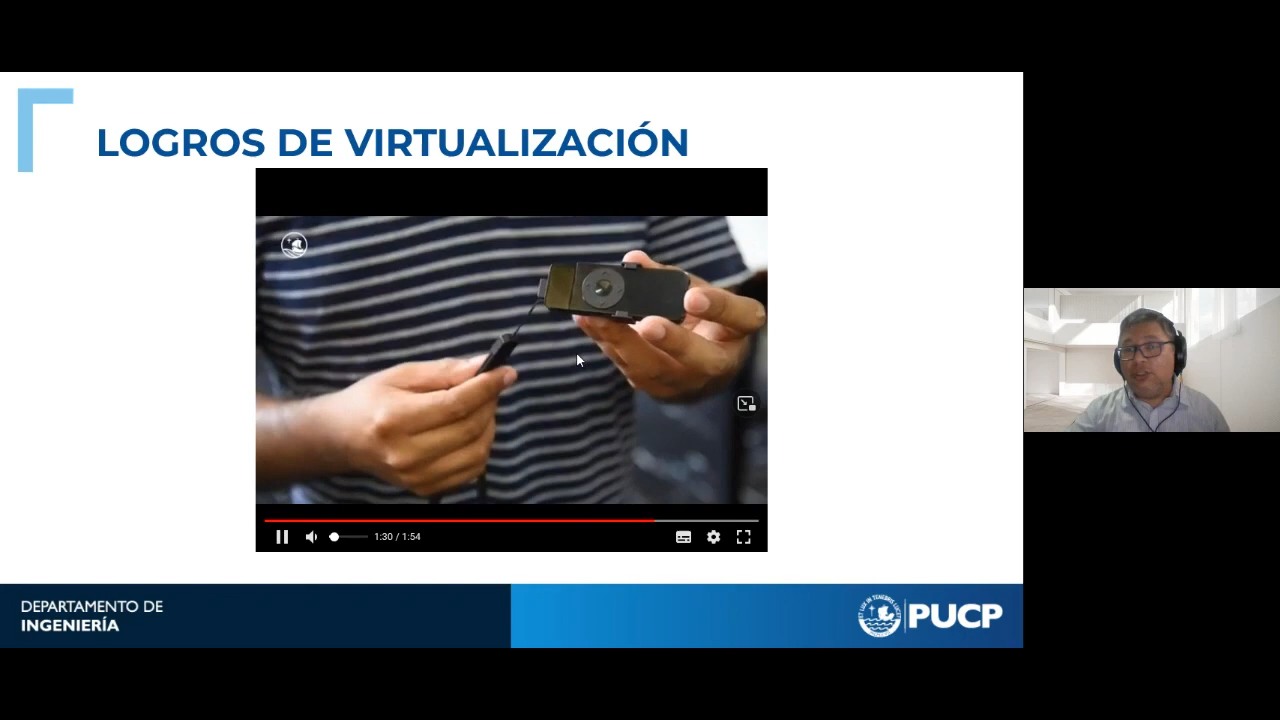 LOGROS DE VIRTUALIZACIÓN
1:30 / 1:54
DEPARTAMENTO DE
INGENIERÍA
PUCP